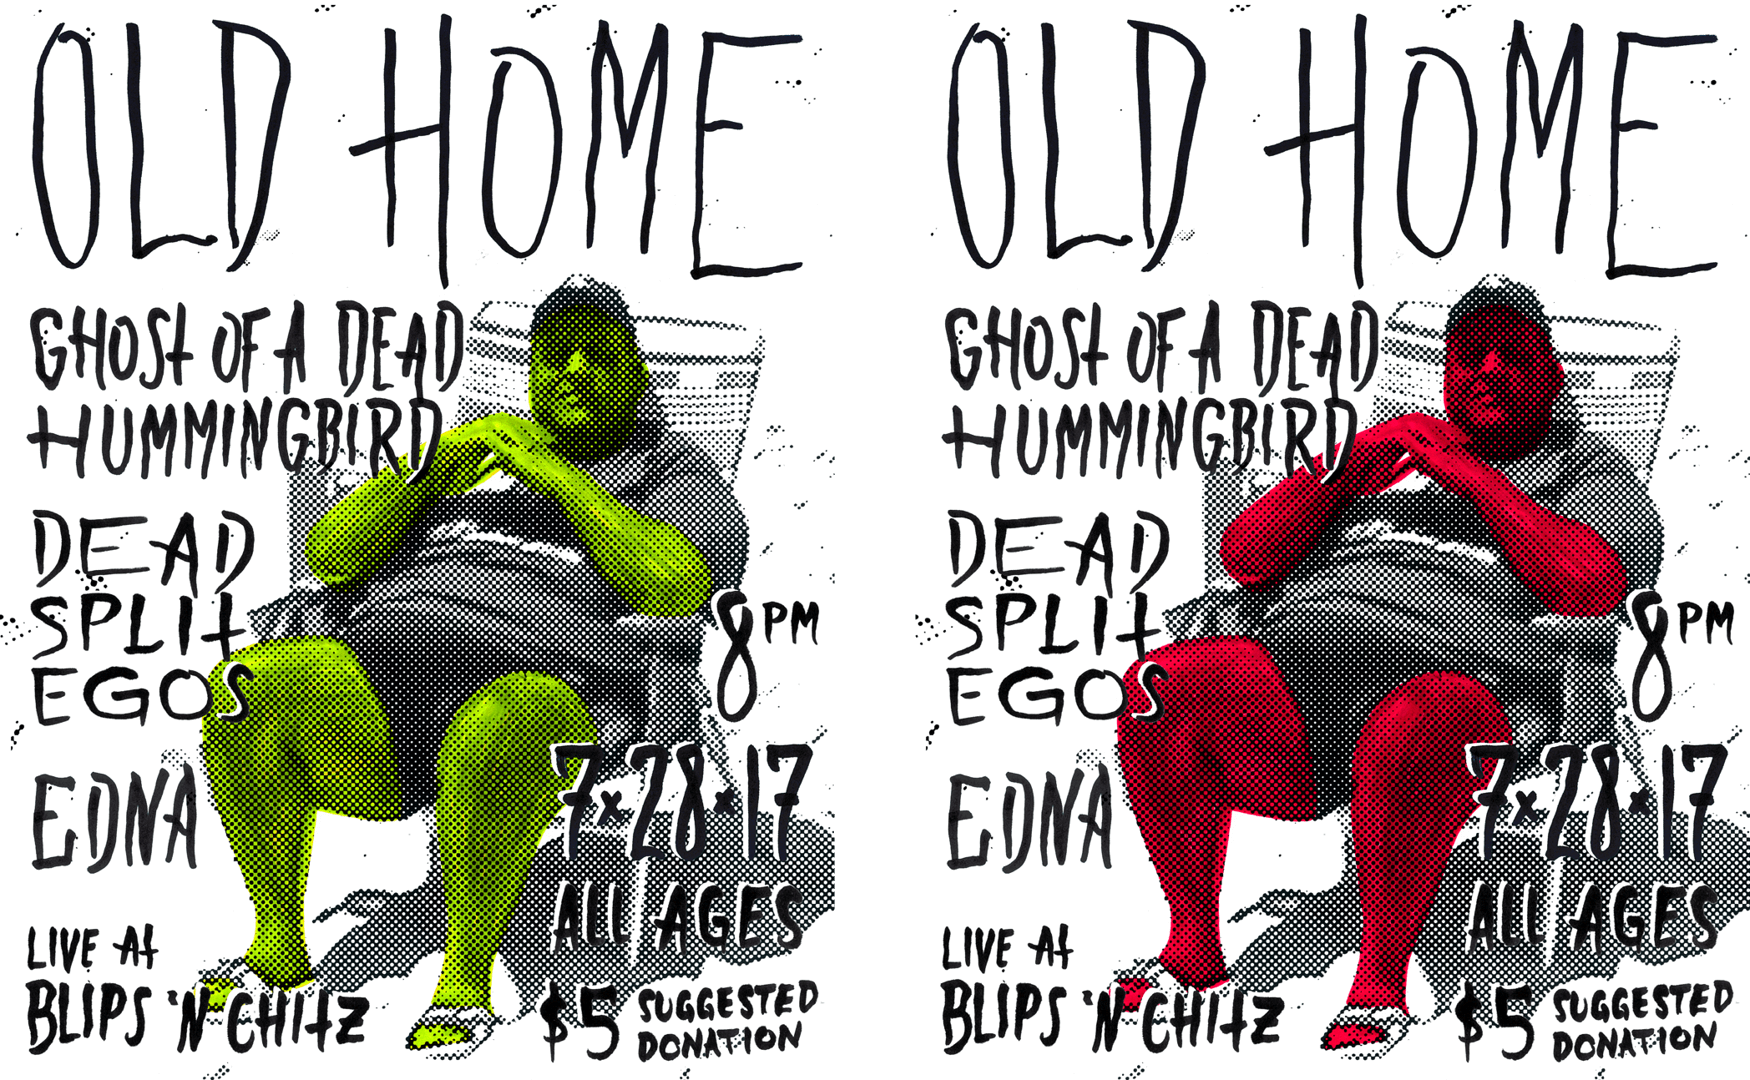 OLD HOME
GHOST OF A DEAD
HUMMINGBIRD
DEAD
SPLIT
EGOS
8PM
EDNA
7×28×17
ALL AGES
LIVE At
BLIPS 'N CHITZ
$5 SUGGESTED
DONATION
OLD HOME
GHOST OF A DEAD
HUMMINGBIRD
DEAD
SPLIT
EGOS
8PM
EDNA
7×28×17
ALL AGES
LIVE At
BLIPS 'N CHITZ
$5 SUGGESTED
DONATION